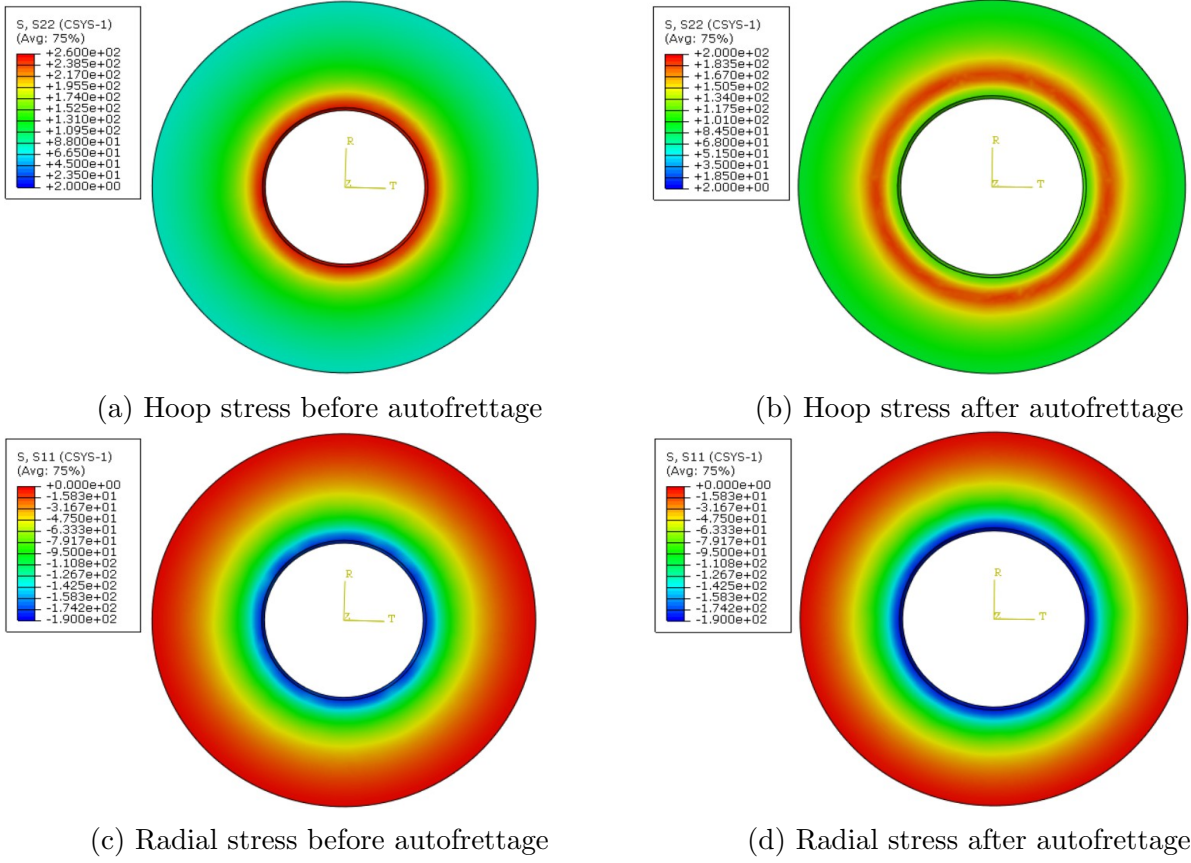 S, S22 (CSYS-1)
(Avg: 75%)
+2.600e+02
+2.385e+02
+2.170e+02
+1.955e+02
+1.740e+02
+1.525e+02
+1.310e+02
+1.095e+02
+8.800e+01
+6.650e+01
+4.500e+01
+2.350e+01
+2.000e+00
R
Z
T
S, S22 (CSYS-1)
(Avg: 75%)
+2.000e+02
+1.835e+02
+1.670e+02
+1.505e+02
+1.340e+02
+1.175e+02
+1.010e+02
+8.450e+01
+6.800e+01
+5.150e+01
+3.500e+01
+1.850e+01
+2.000e+00
R
Z
T
(a) Hoop stress before autofrettage
(b) Hoop stress after autofrettage
S, S11 (CSYS-1)
(Avg: 75%)
+0.000e+00
-1.583e+01
-3.167e+01
-4.750e+01
-6.333e+01
-7.917e+01
-9.500e+01
-1.108e+02
-1.267e+02
-1.425e+02
-1.583e+02
-1.742e+02
-1.900e+02
R
Z
T
S, S11 (CSYS-1)
(Avg: 75%)
+0.000e+00
-1.583e+01
-3.167e+01
-4.750e+01
-6.333e+01
-7.917e+01
-9.500e+01
-1.108e+02
-1.267e+02
-1.425e+02
-1.583e+02
-1.742e+02
-1.900e+02
R
Z
T
(c) Radial stress before autofrettage
(d) Radial stress after autofrettage